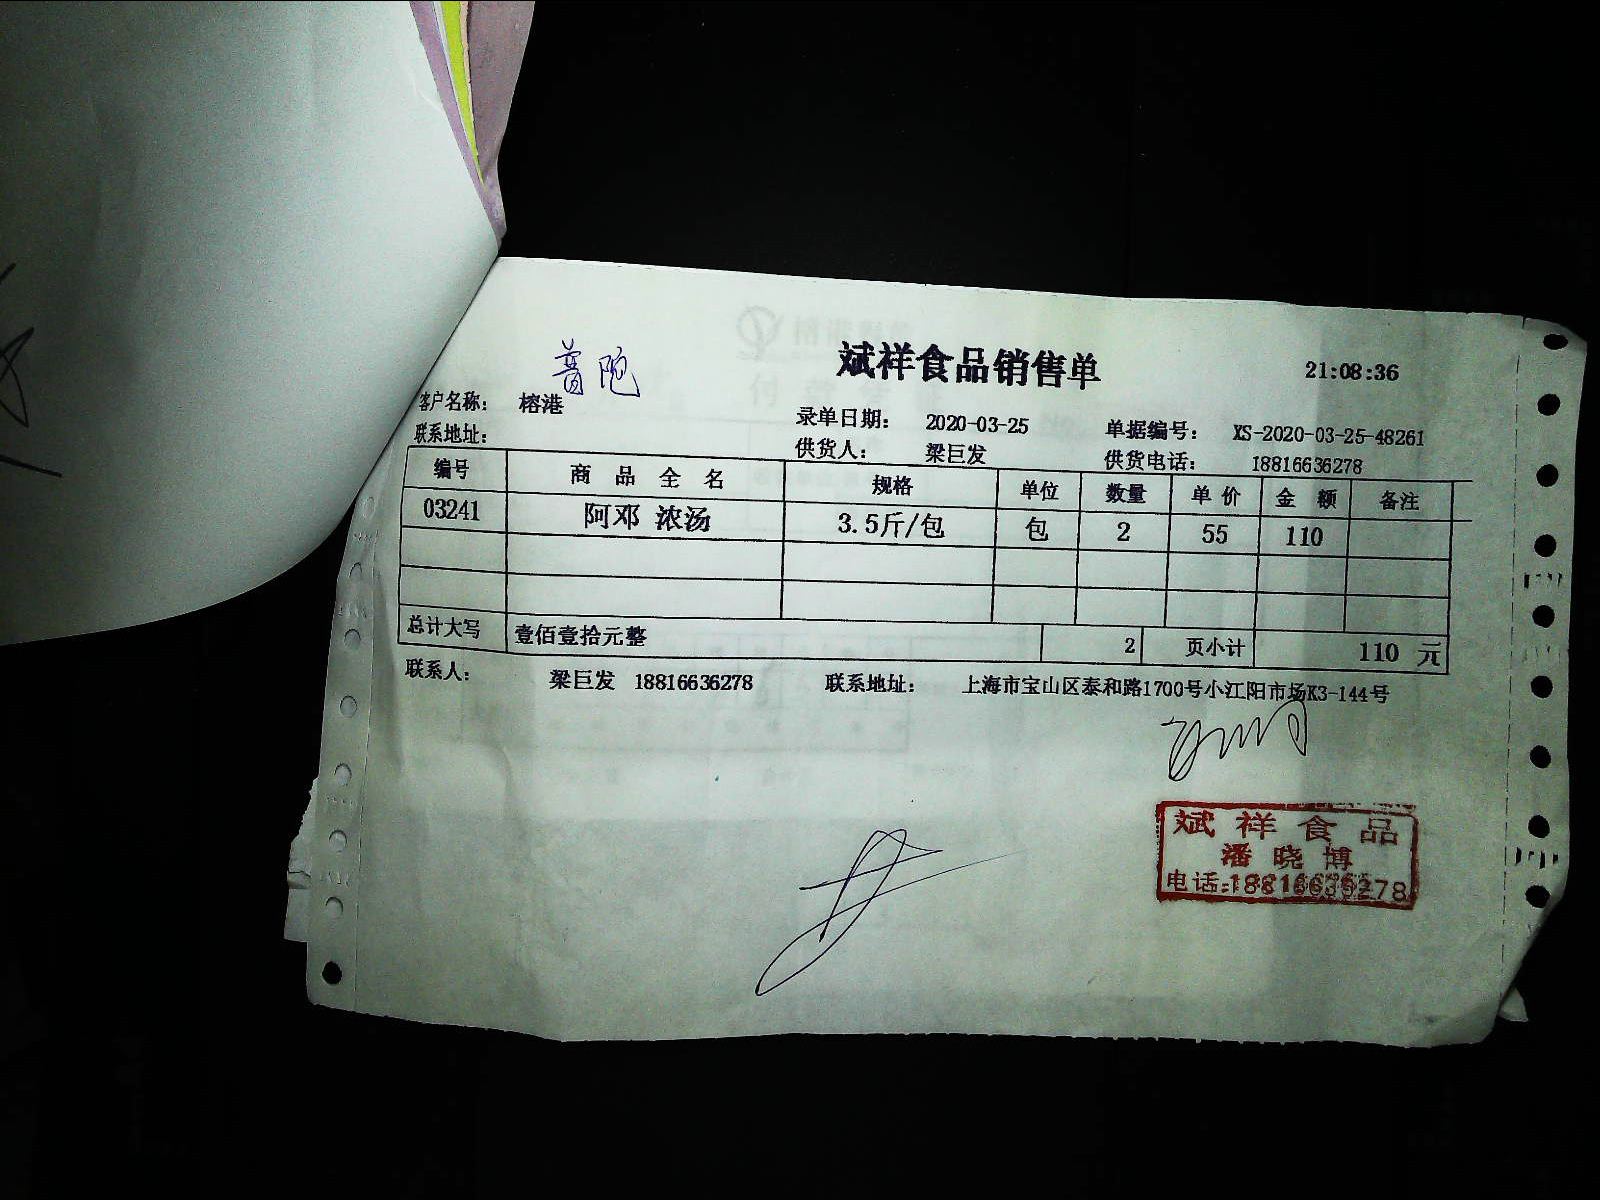 斌祥食品销售单
21:08:36
普陀
客户名称： 榕港
录单日期： 2020-03-25 单据编号： XS-2020-03-25-48261
联系地址：
供货人： 梁巨发 供货电话： 18816636278
编号 商品全名 规格 单位 数量 单价 金额 备注
03241 阿邓 浓汤 3.5斤/包 包 2 55 110
总计大写 壹佰壹拾元整 2 页小计 110 元
联系人： 梁巨发 18816636278 联系地址： 上海市宝山区泰和路1700号小江阳市场K3-144号
斌祥食品
潘晓博
电话:18816636278